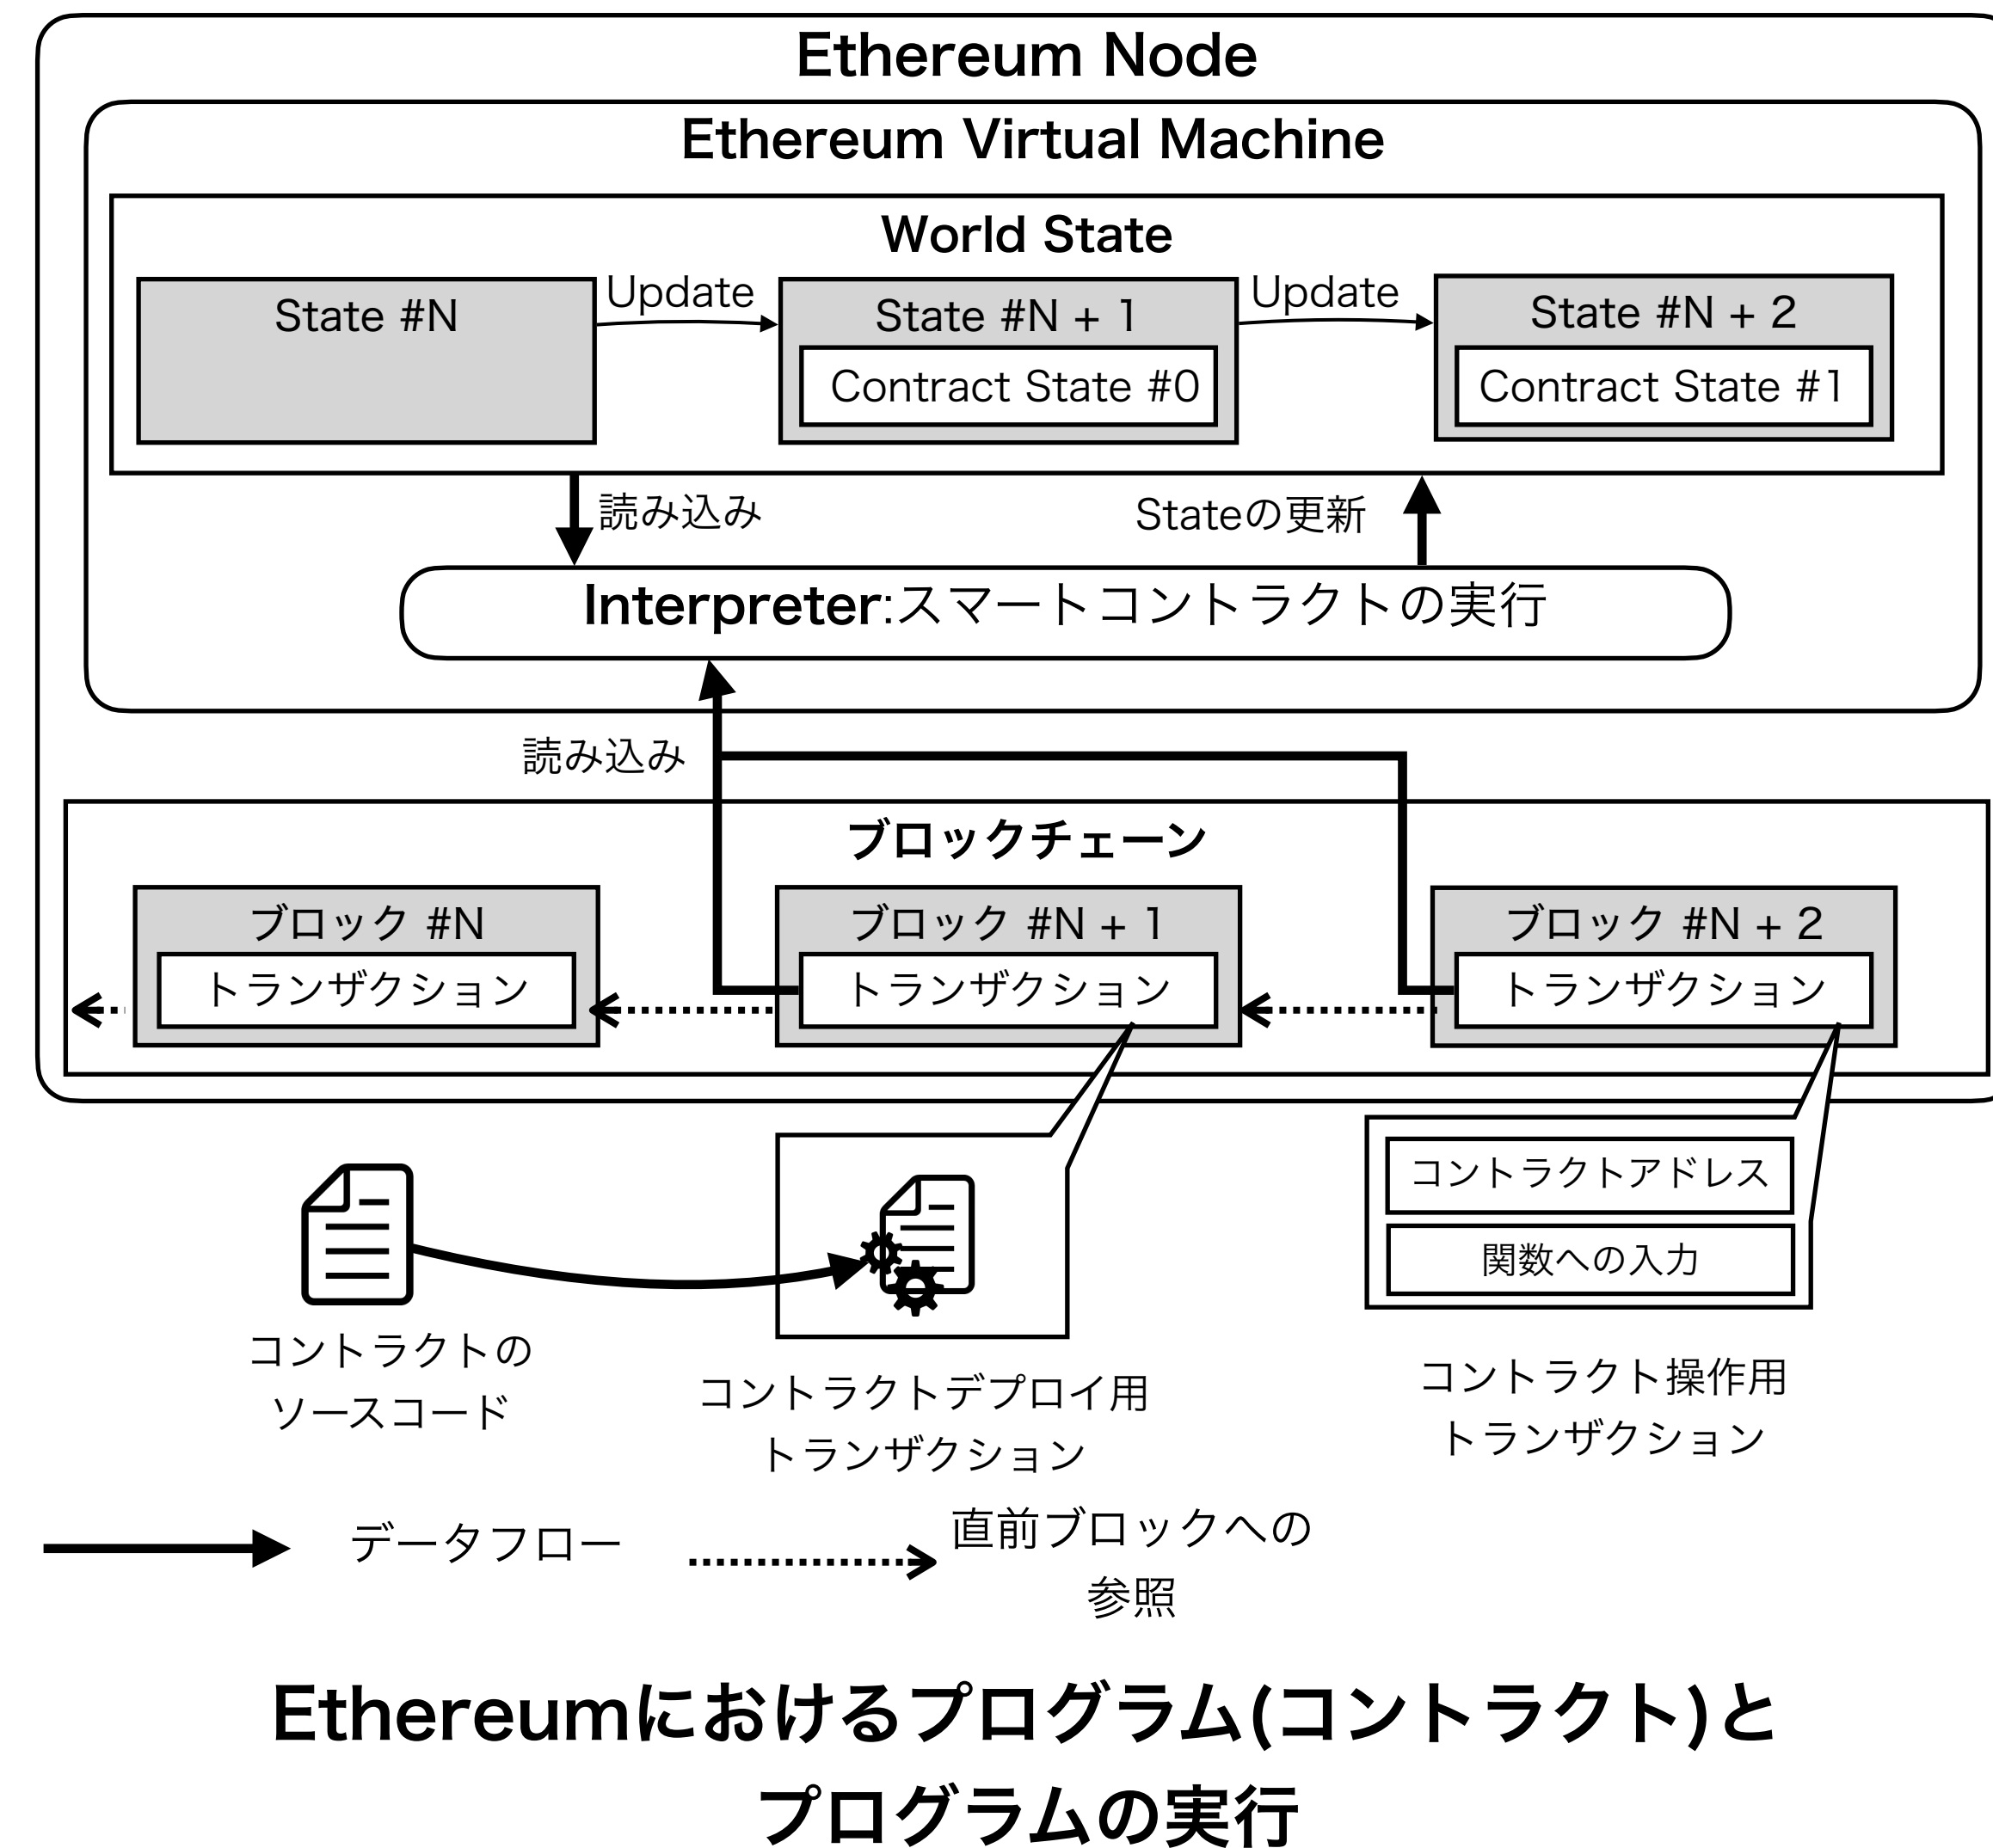 Ethereum Node
Ethereum Virtual Machine
World State
State #N
Update
State #N + 1
Contract State #0
Update
State #N + 2
Contract State #1
読み込み
Stateの更新
Interpreter:スマートコントラクトの実行
読み込み
ブロックチェーン
ブロック #N
トランザクション
ブロック #N + 1
トランザクション
ブロック #N + 2
トランザクション
コントラクトアドレス
関数への入力
コントラクトの
ソースコード
コントラクトデプロイ用
トランザクション
コントラクト操作用
トランザクション
データフロー
直前ブロックへの
参照
Ethereumにおけるプログラム(コントラクト)と
プログラムの実行